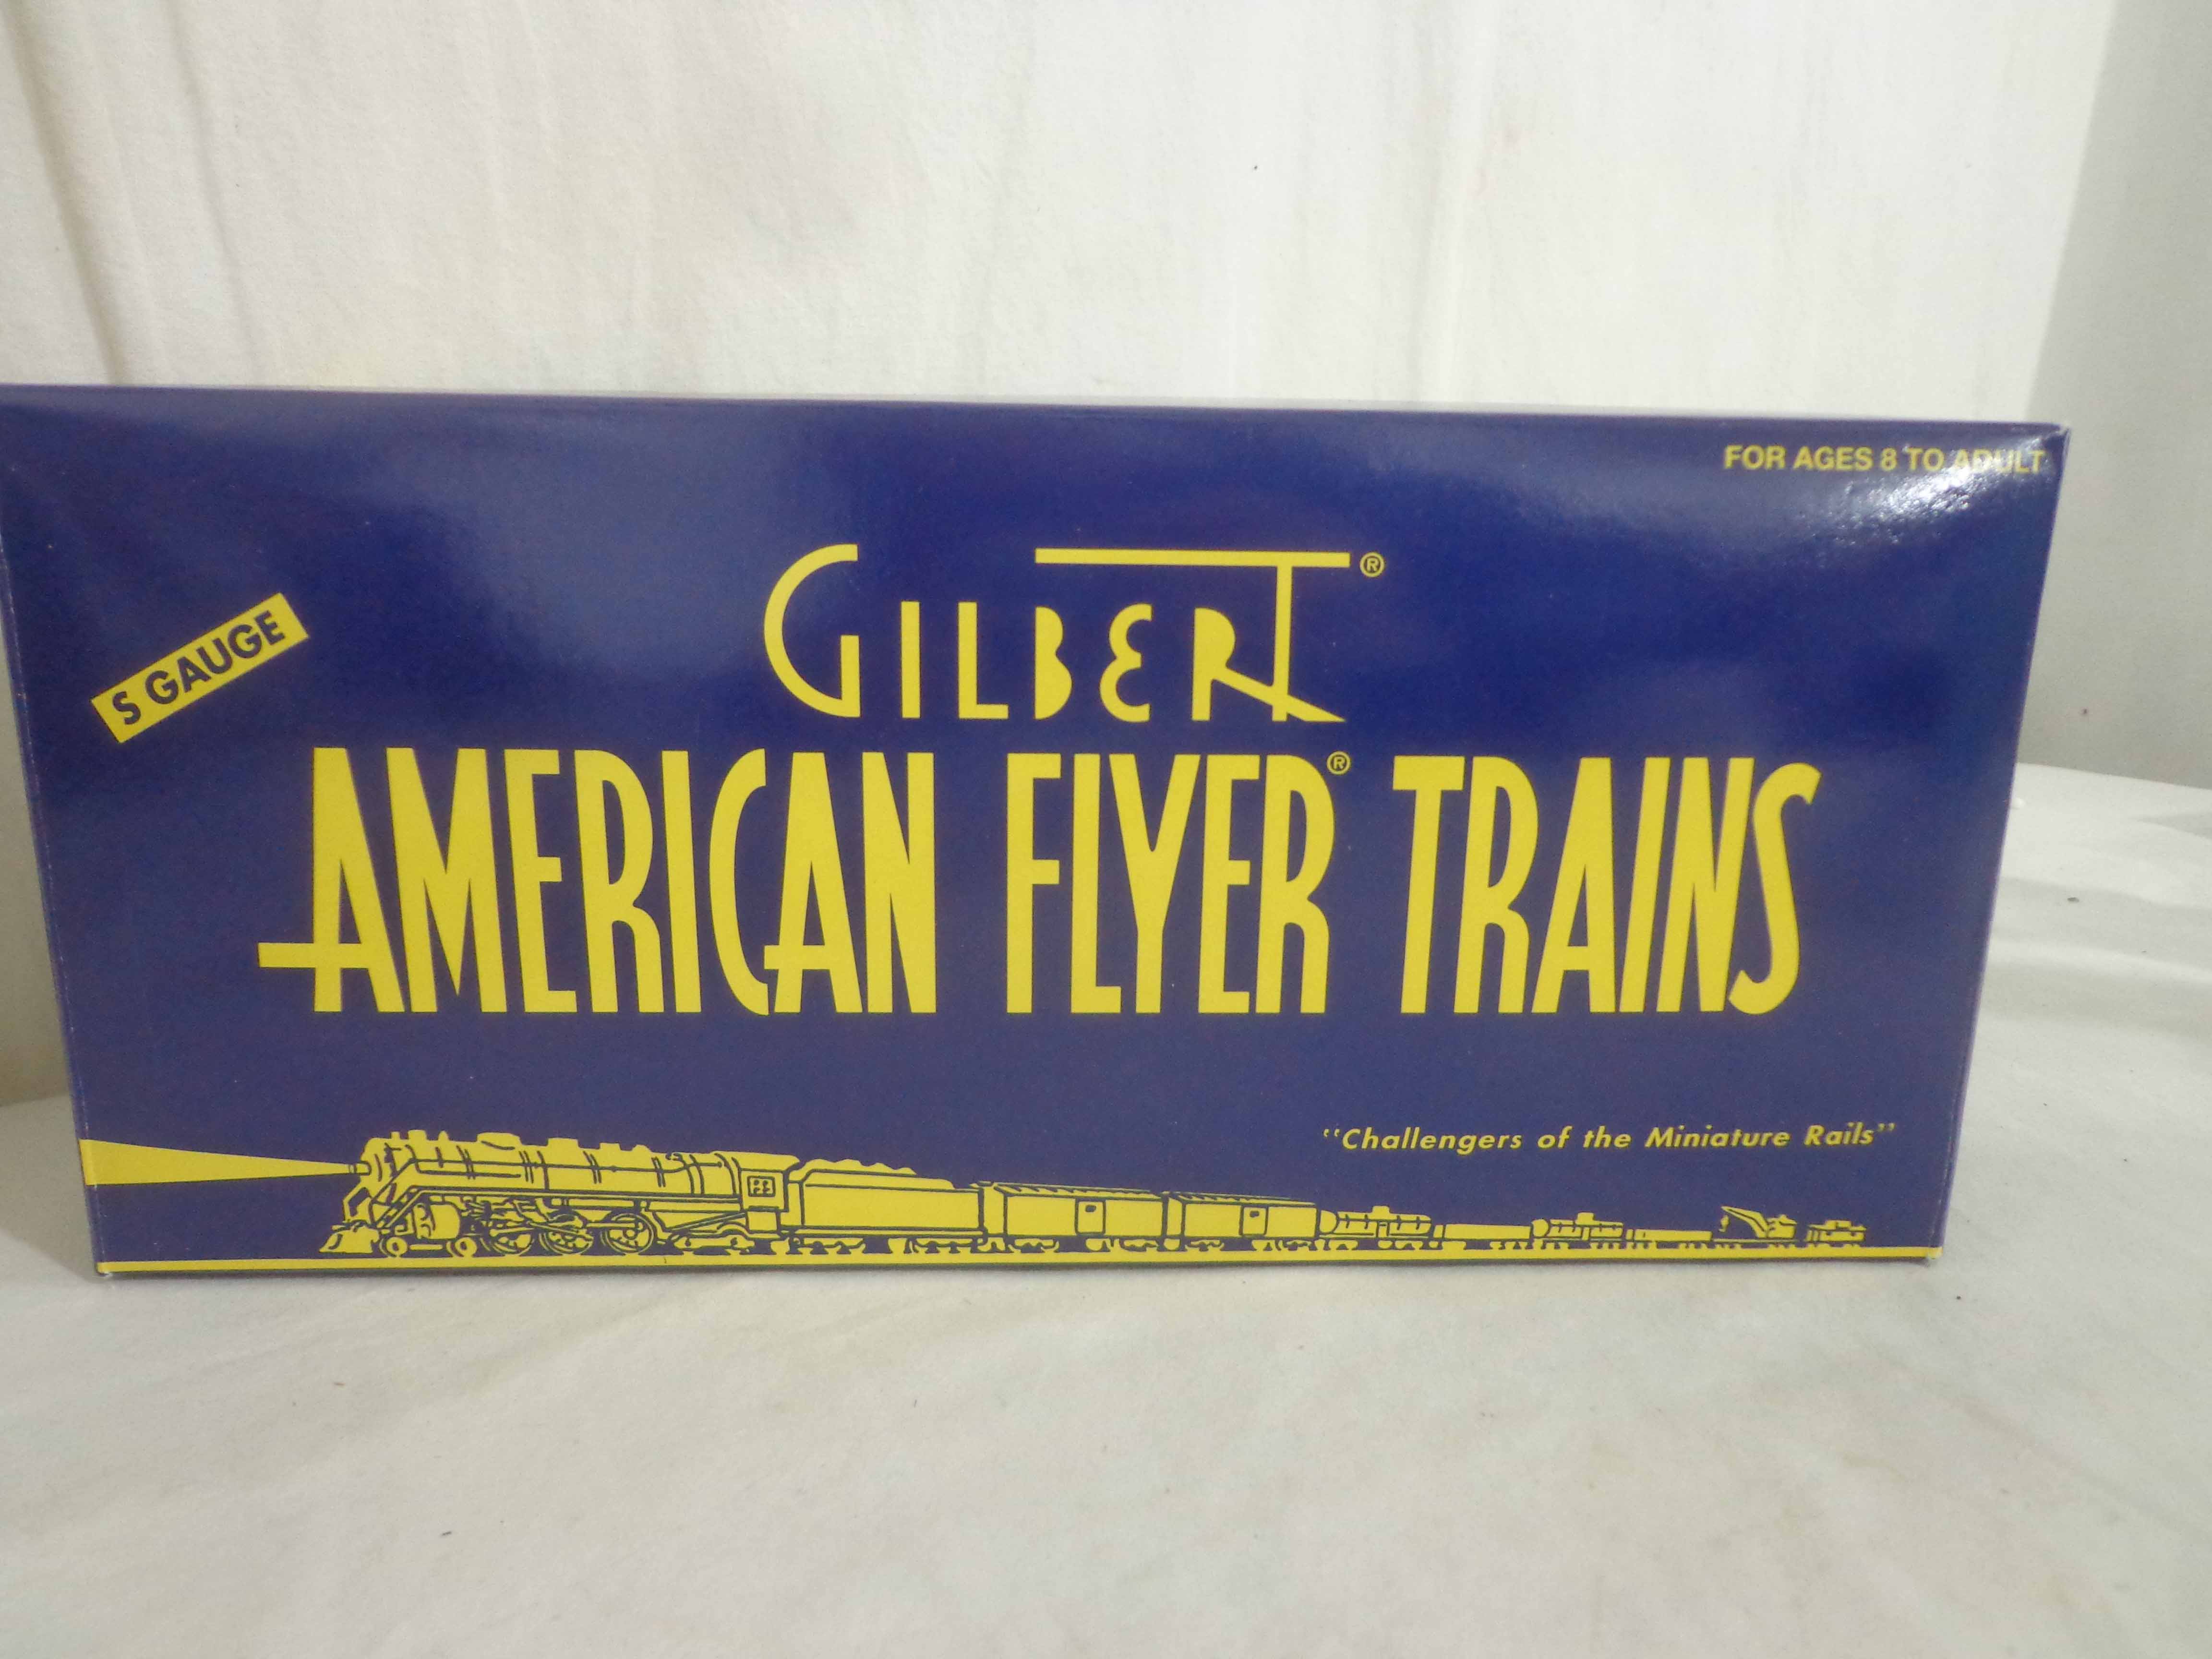 FOR AGES 8 TO ADULT
GILBERT®
S GAUGE
AMERICAN FLYER® TRAINS
"Challengers of the Miniature Rails"